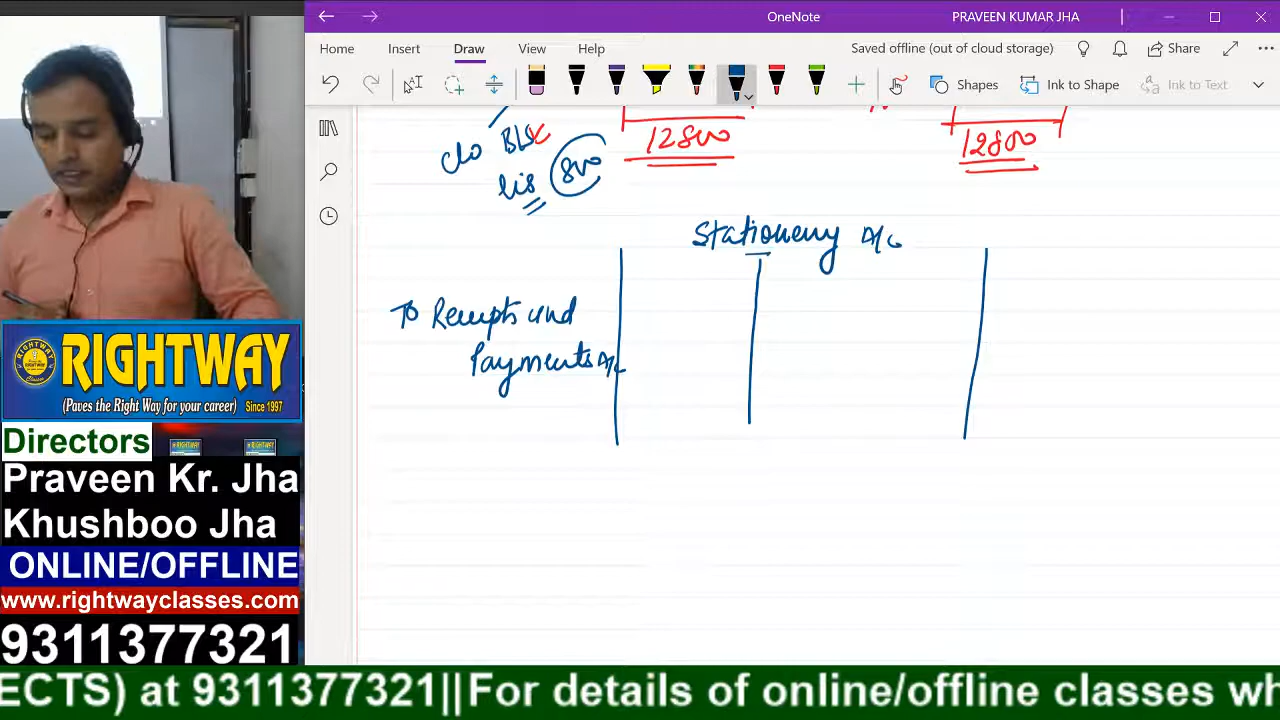 OneNote
PRAVEEN KUMAR JHA
Home Insert Draw View Help
Saved offline (out of cloud storage)
Share
Shapes
Ink to Shape
Ink to Text
12800
12800
clo BLS
lis 800
Stationery A/c
To Receipts and
Payments A/c
RIGHTWAY
(Paves the Right Way for your career) Since 1997
Directors
Praveen Kr. Jha
Khushboo Jha
ONLINE/OFFLINE
www.rightwayclasses.com
9311377321
ECTS) at 9311377321||For details of online/offline classes wh